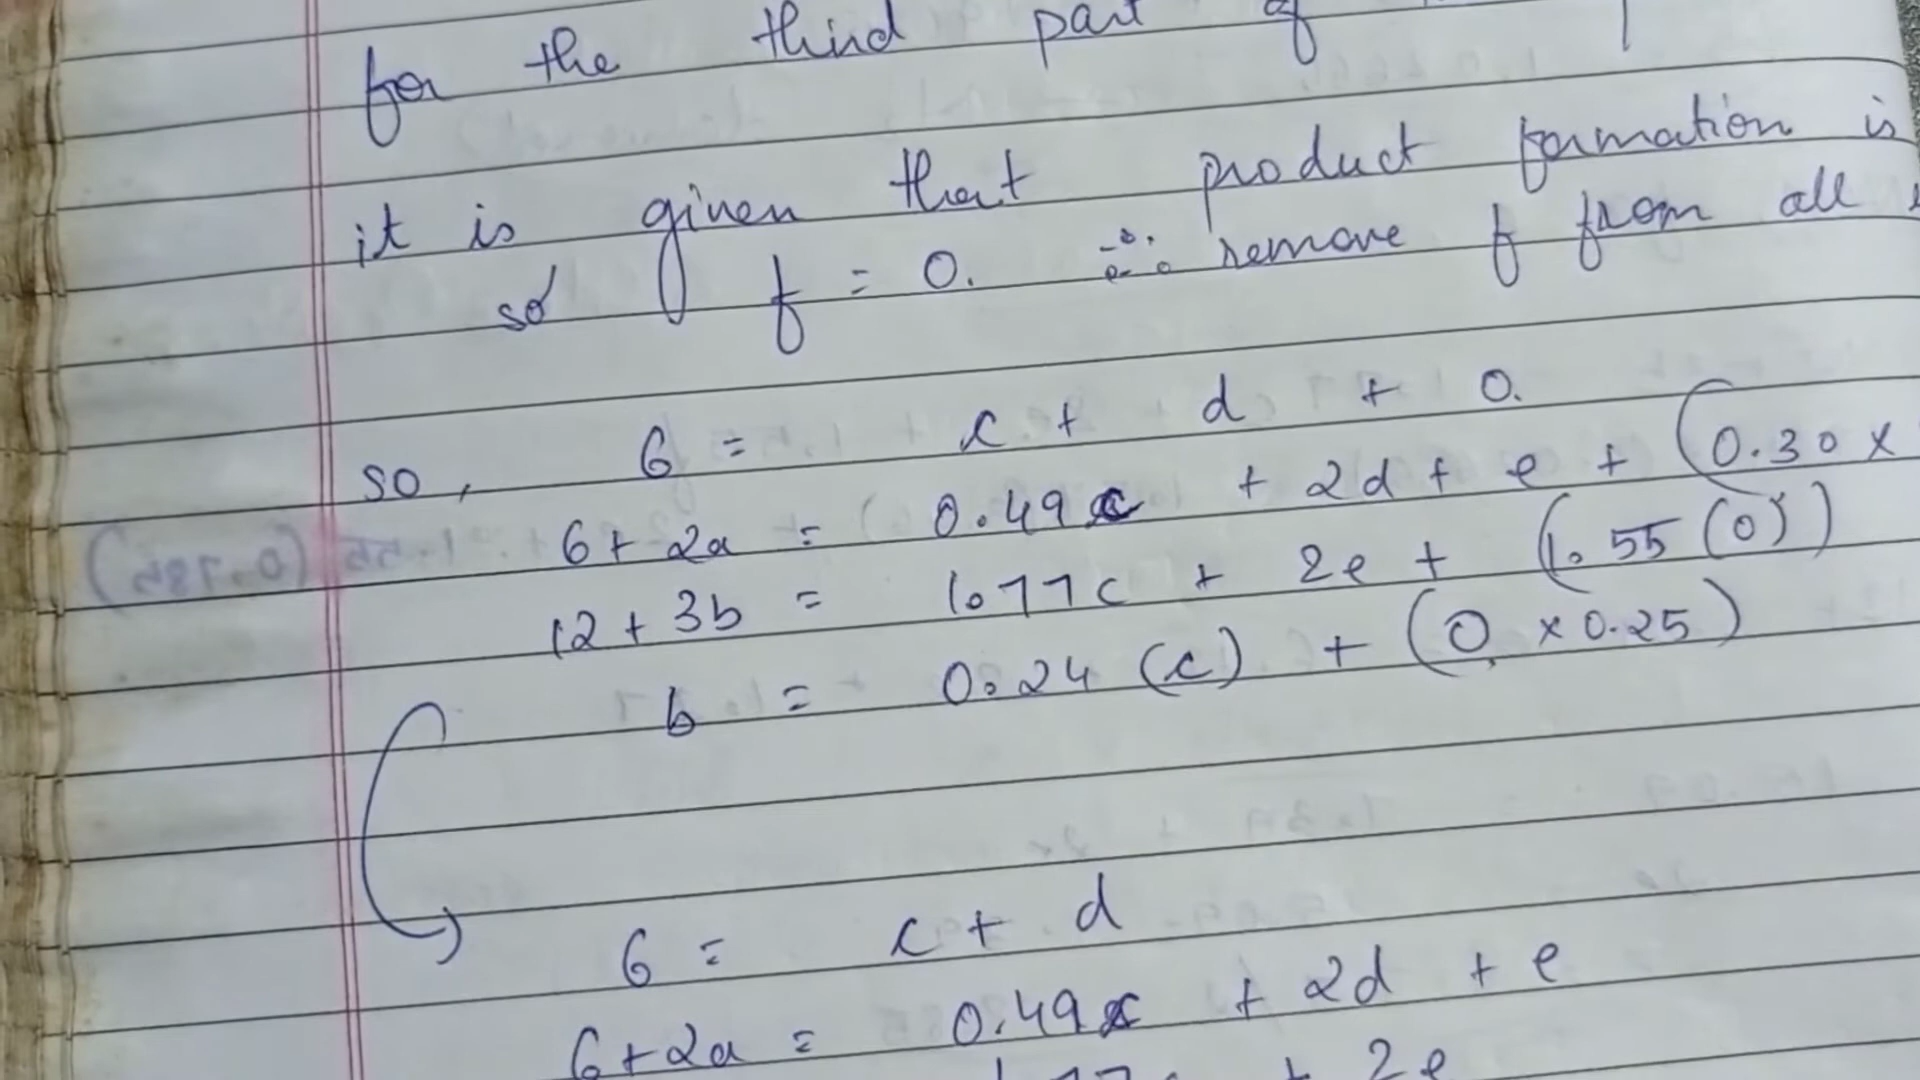 for the third part of
it is given that product formation is
so f = 0. ∴ remove f from all
so, 6 = c + d + 0.
6 + 2a = 0.49c + 2d + e + (0.30 ×
12 + 3b = 1.77c + 2e + (1.55 (0))
b = 0.24 (c) + (0 × 0.25)
6 = c + d
6 + 2a = 0.49c + 2d + e
+ 2e